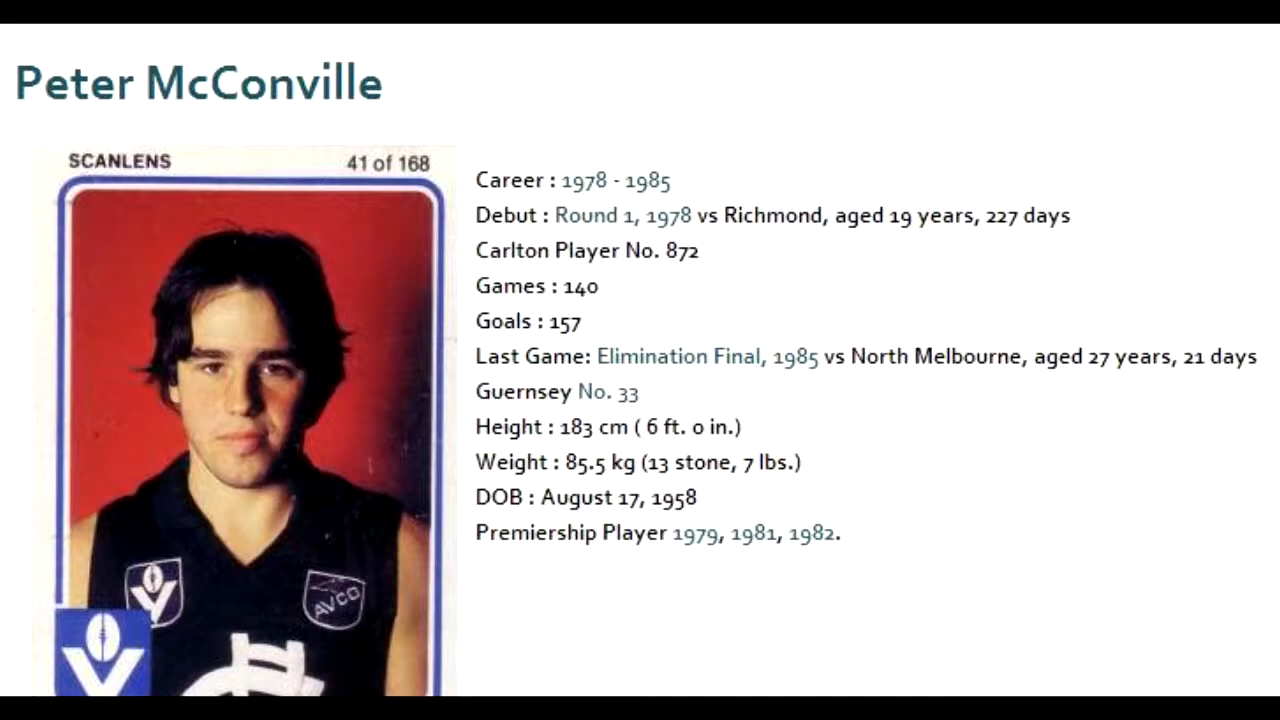 Peter McConville
SCANLENS 41 of 168
Career : 1978 - 1985
Debut : Round 1, 1978 vs Richmond, aged 19 years, 227 days
Carlton Player No. 872
Games : 140
Goals : 157
Last Game: Elimination Final, 1985 vs North Melbourne, aged 27 years, 21 days
Guernsey No. 33
Height : 183 cm ( 6 ft. 0 in.)
Weight : 85.5 kg (13 stone, 7 lbs.)
DOB : August 17, 1958
Premiership Player 1979, 1981, 1982.
AVCO